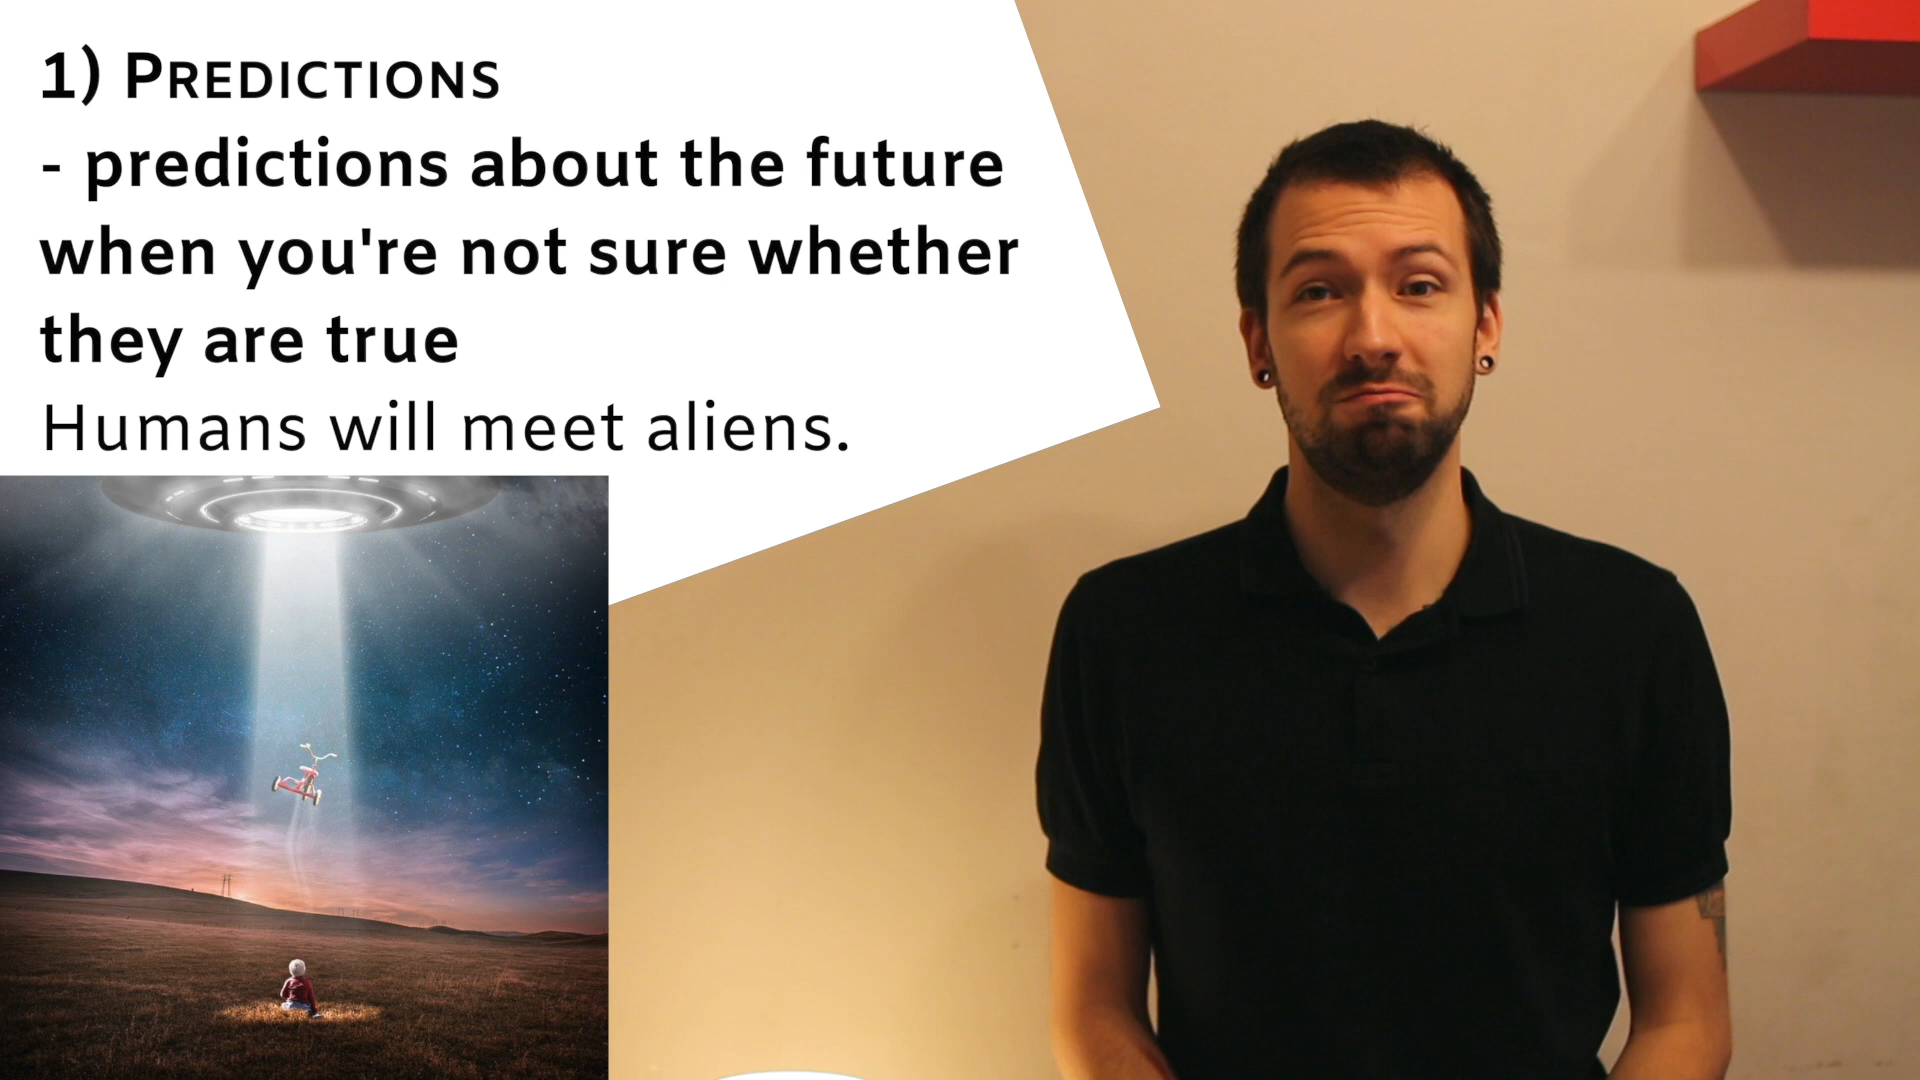 1) PREDICTIONS
- predictions about the future
when you're not sure whether
they are true
Humans will meet aliens.